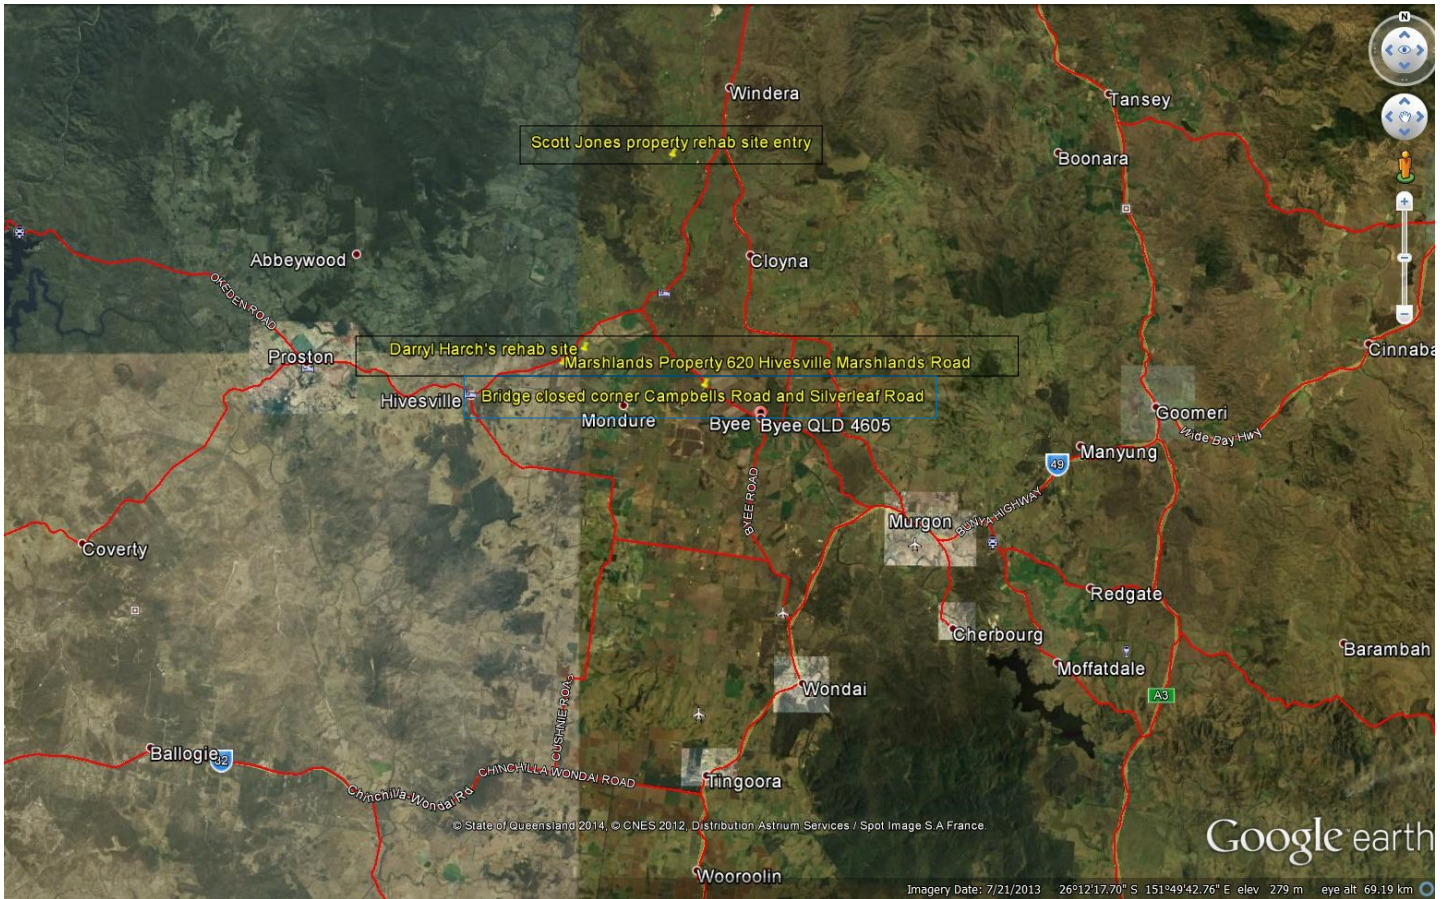 N
Windera
Tansey
Scott Jones property rehab site entry
Boonara
Abbeywood
Cloyna
OKEDEN ROAD
Proston
Darryl Harch's rehab site
Marshlands Property 620 Hivesville Marshlands Road
Cinnaba
Hivesville
Bridge closed corner Campbells Road and Silverleaf Road
Mondure
Byee
Byee QLD 4605
Goomeri
Wide Bay Hwy
Manyung
49
BYEE ROAD
Murgon
BUNYA HIGHWAY
Coverty
Redgate
Cherbourg
Barambah
Moffatdale
Wondai
A3
CUSHNIE ROAD
Ballogie
82
CHINCHILLA WONDAI ROAD
Tingoora
Chinchilla-Wondai Rd
© State of Queensland 2014, © CNES 2012, Distribution Astrium Services / Spot Image S.A France.
Google earth
Wooroolin
Imagery Date: 7/21/2013 26°12'17.70" S 151°49'42.76" E elev 279 m eye alt 69.19 km